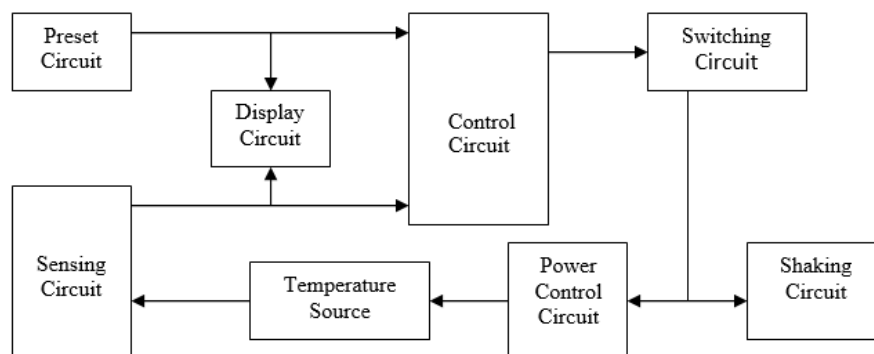 Preset
Circuit
Switching
Circuit
Display
Circuit
Control
Circuit
Sensing
Circuit
Temperature
Source
Power
Control
Circuit
Shaking
Circuit